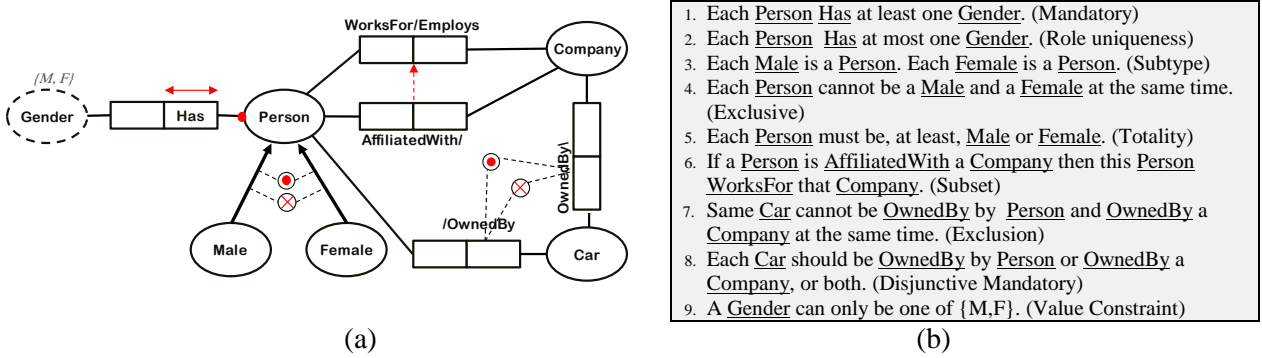 WorksFor/Employs
Company
{M, F}
Gender
Has
Person
AffiliatedWith/
OwnedBy\
/OwnedBy
Male
Female
Car
(a)
1. Each Person Has at least one Gender. (Mandatory)
2. Each Person Has at most one Gender. (Role uniqueness)
3. Each Male is a Person. Each Female is a Person. (Subtype)
4. Each Person cannot be a Male and a Female at the same time.
(Exclusive)
5. Each Person must be, at least, Male or Female. (Totality)
6. If a Person is AffiliatedWith a Company then this Person
WorksFor that Company. (Subset)
7. Same Car cannot be OwnedBy by Person and OwnedBy a
Company at the same time. (Exclusion)
8. Each Car should be OwnedBy by Person or OwnedBy a
Company, or both. (Disjunctive Mandatory)
9. A Gender can only be one of {M,F}. (Value Constraint)
(b)